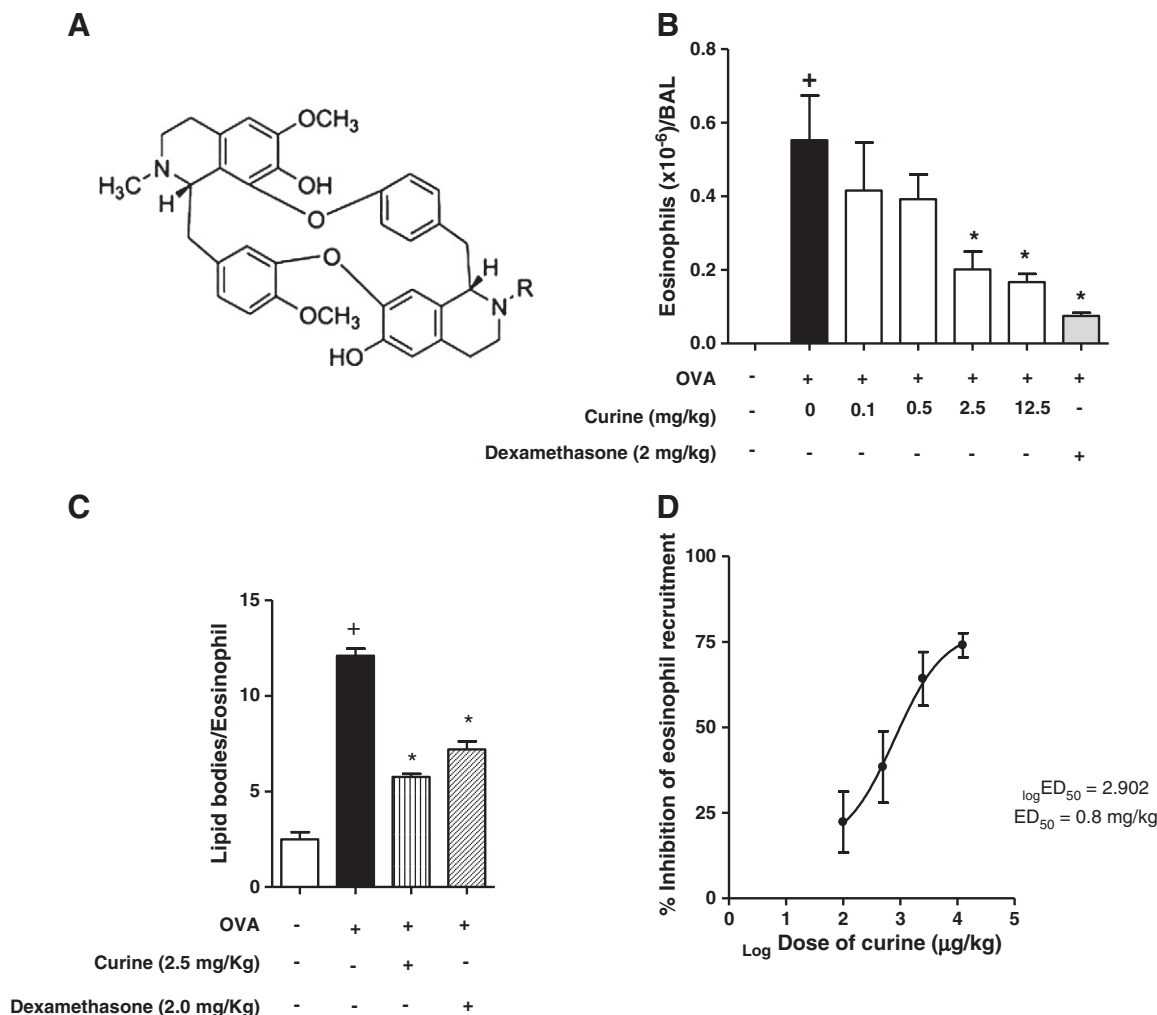 A
OCH3
N
H3C
H
OH
O
O
H
N
R
OCH3
HO
B
Eosinophils (x10-6)/BAL
0.8
0.6
0.4
0.2
0.0
+
*
*
*
OVA - + + + + + +
Curine (mg/kg) - 0 0.1 0.5 2.5 12.5 -
Dexamethasone (2 mg/kg) - - - - - - +
C
Lipid bodies/Eosinophil
15
10
5
0
+
*
*
OVA - + + +
Curine (2.5 mg/Kg) - - + -
Dexamethasone (2.0 mg/Kg) - - - +
D
% Inhibition of eosinophil recruitment
100
75
50
25
0
0 1 2 3 4 5
Log Dose of curine (µg/kg)
logED50 = 2.902
ED50 = 0.8 mg/kg